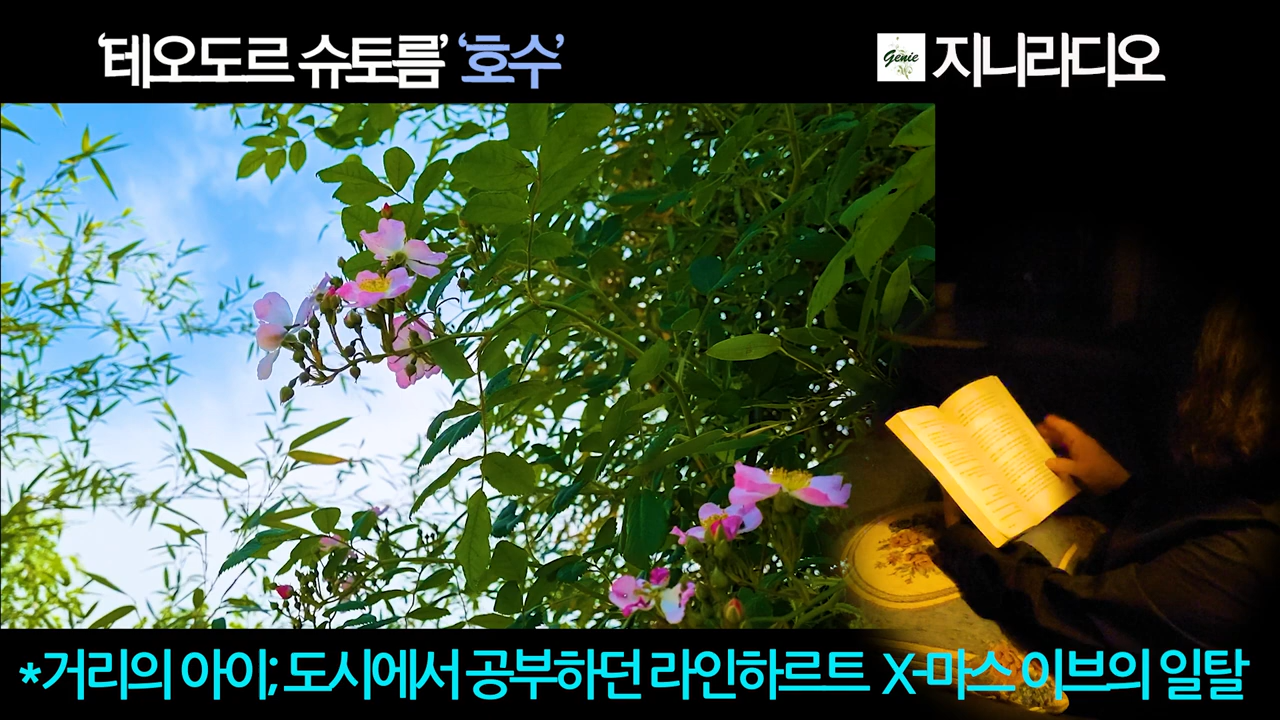 '테오도르 슈토름' '호수'
Genie 지니라디오
*거리의 아이; 도시에서 공부하던 라인하르트 X-마스 이브의 일탈